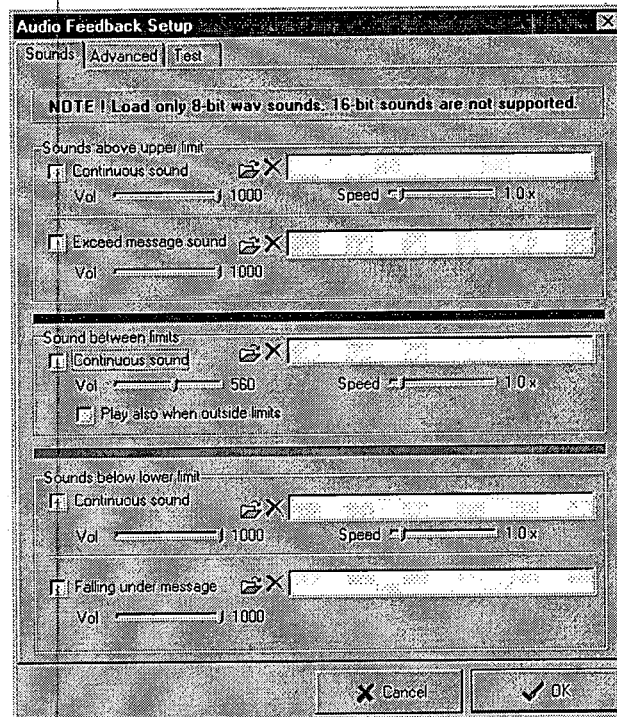 Audio Feedback Setup
Sounds Advanced Test
NOTE ! Load only 8-bit wav sounds. 16-bit sounds are not supported.
Sounds above upper limit
Continuous sound
Vol 1000 Speed 1.0 x
Exceed message sound
Vol 1000
Sound between limits
Continuous sound
Vol 560 Speed 1.0 x
Play also when outside limits
Sounds below lower limit
Continuous sound
Vol 1000 Speed 1.0 x
Falling under message
Vol 1000
Cancel OK